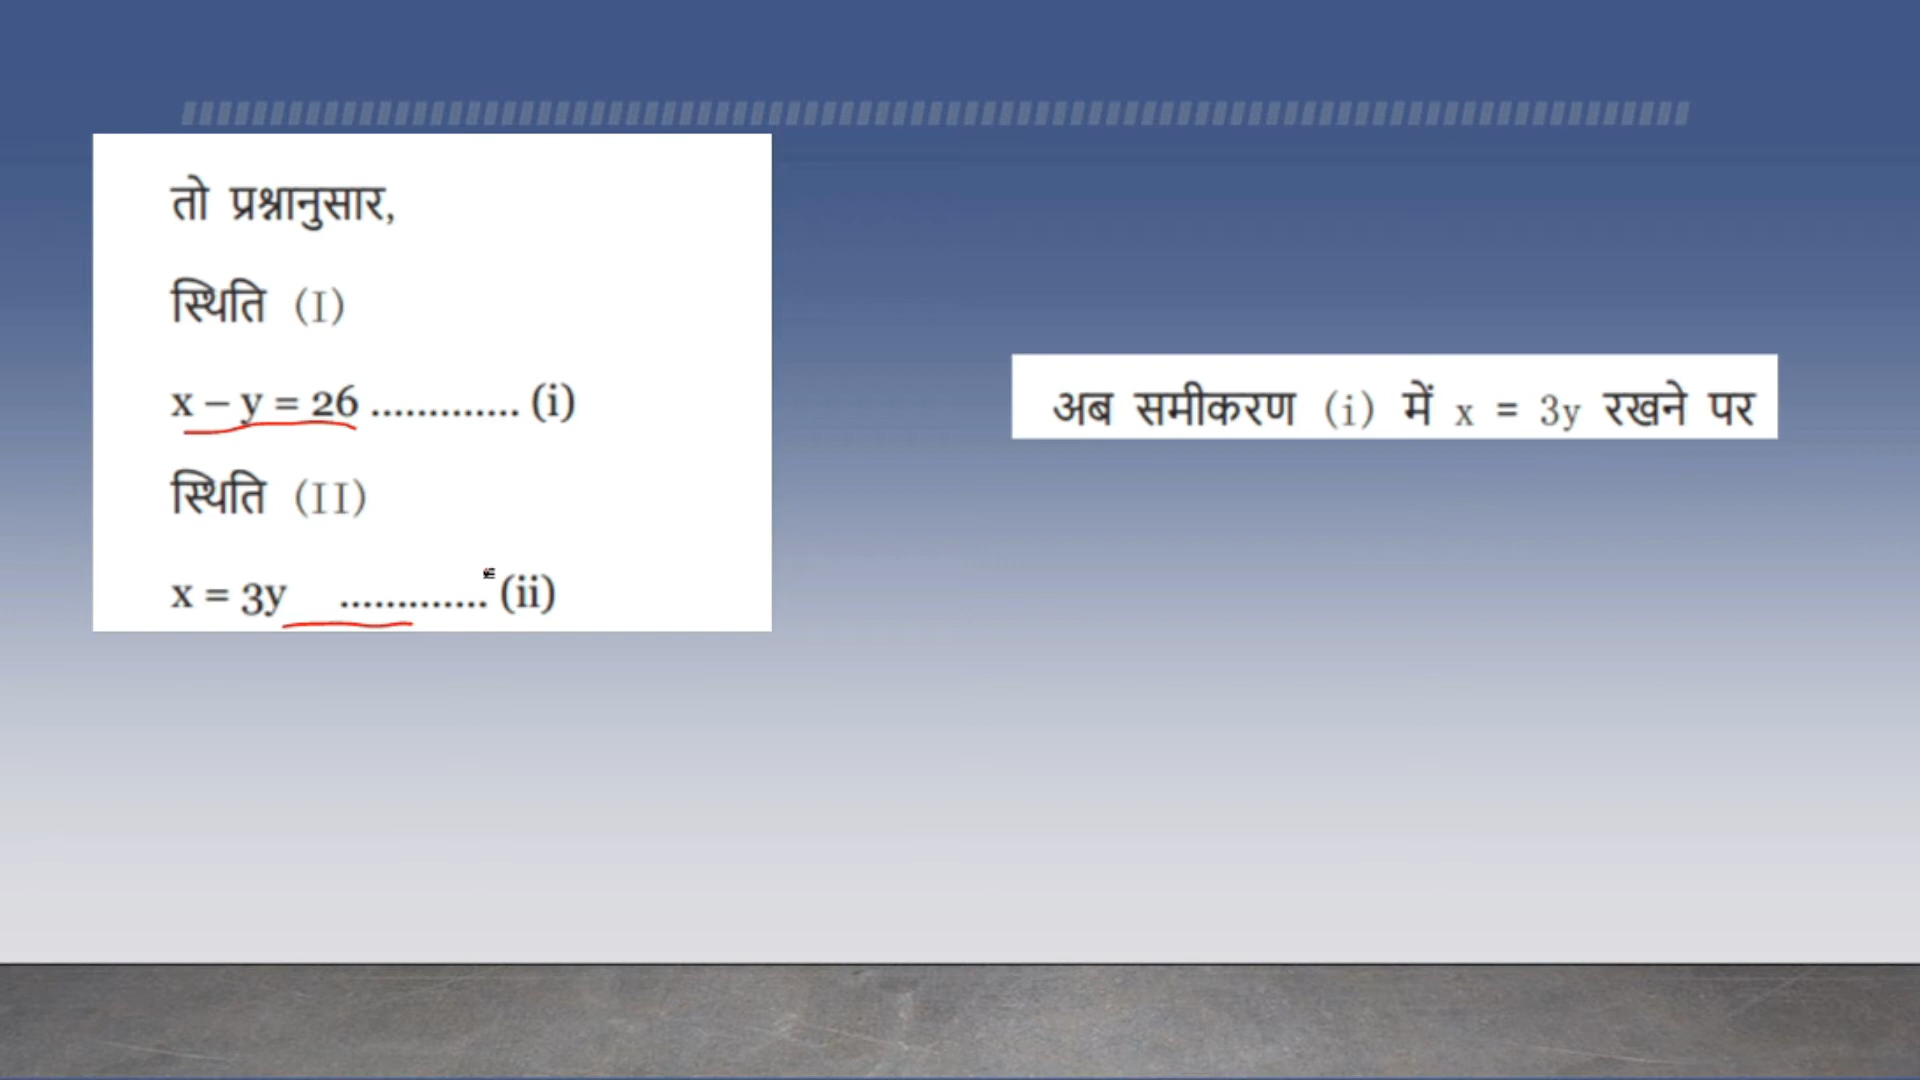 तो प्रश्नानुसार,
स्थिति (I)
x – y = 26 ............. (i)
स्थिति (II)
x = 3y ............. (ii)
अब समीकरण (i) में x = 3y रखने पर